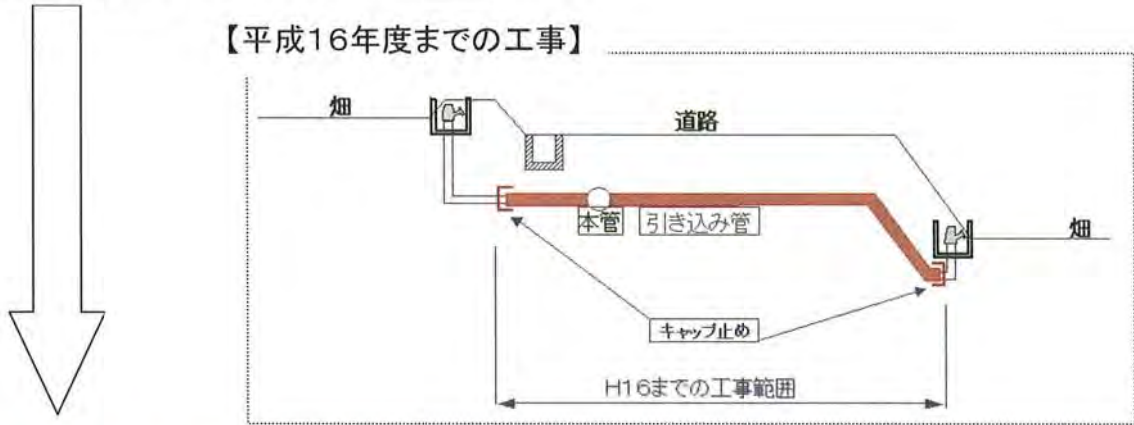 【平成16年度までの工事】
畑
道路
本管
引き込み管
畑
キャップ止め
H16までの工事範囲